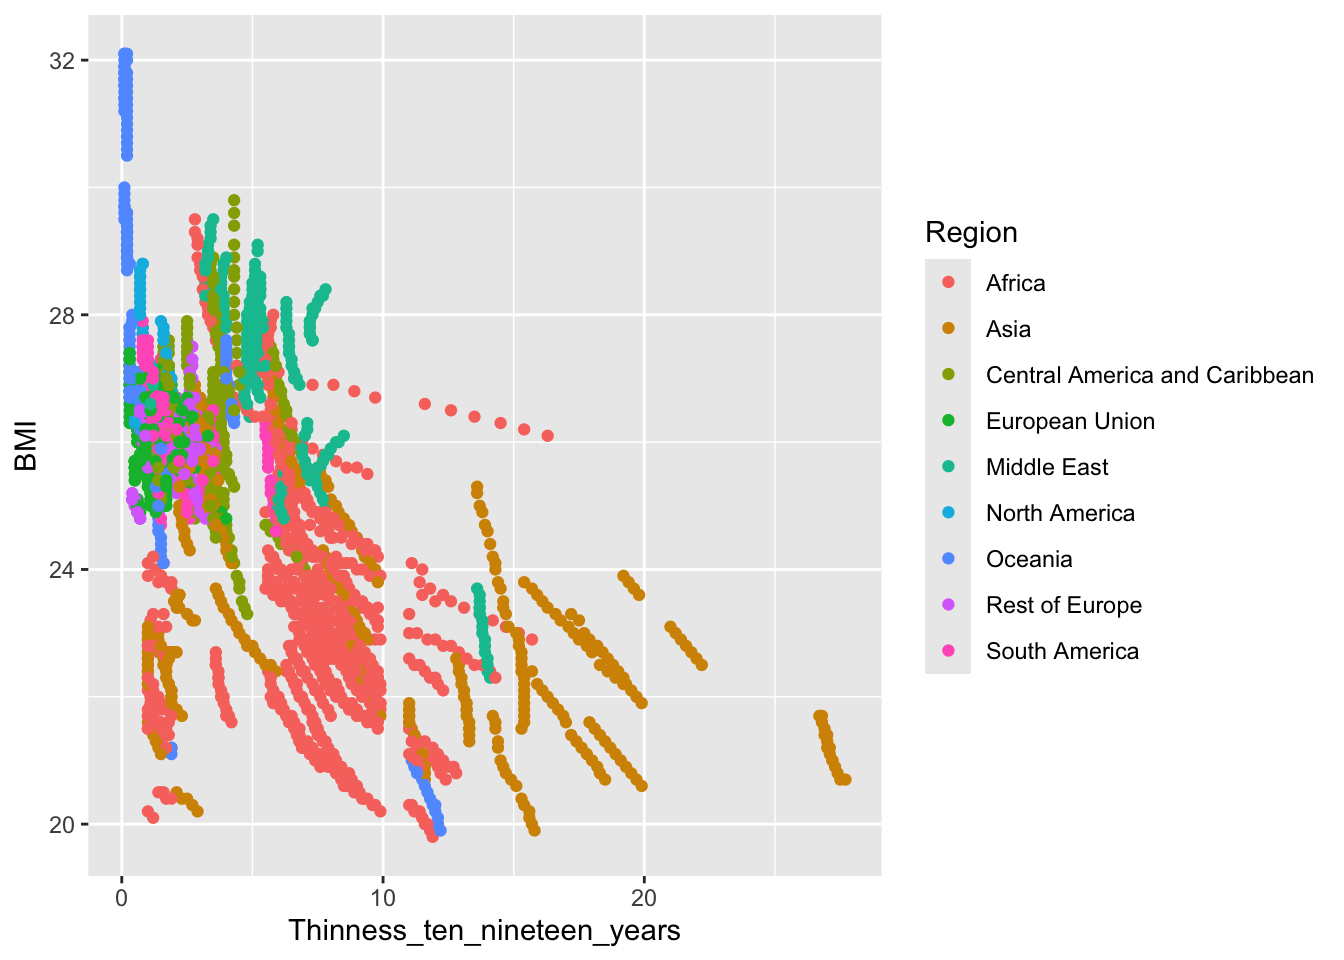 32
28
24
20
BMI
0
10
20
Thinness_ten_nineteen_years
Region
Africa
Asia
Central America and Caribbean
European Union
Middle East
North America
Oceania
Rest of Europe
South America